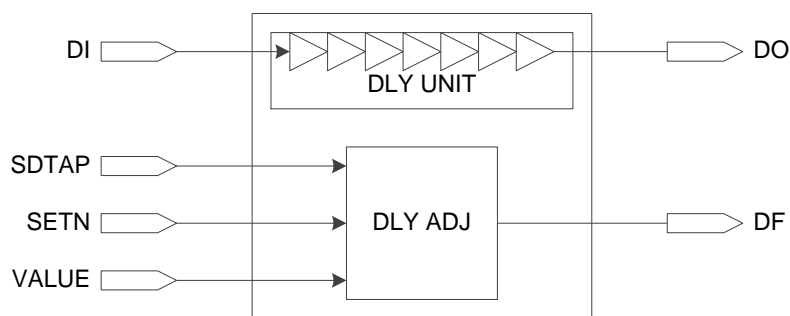 DI
DO
DLY UNIT
SDTAP
SETN
DLY ADJ
DF
VALUE